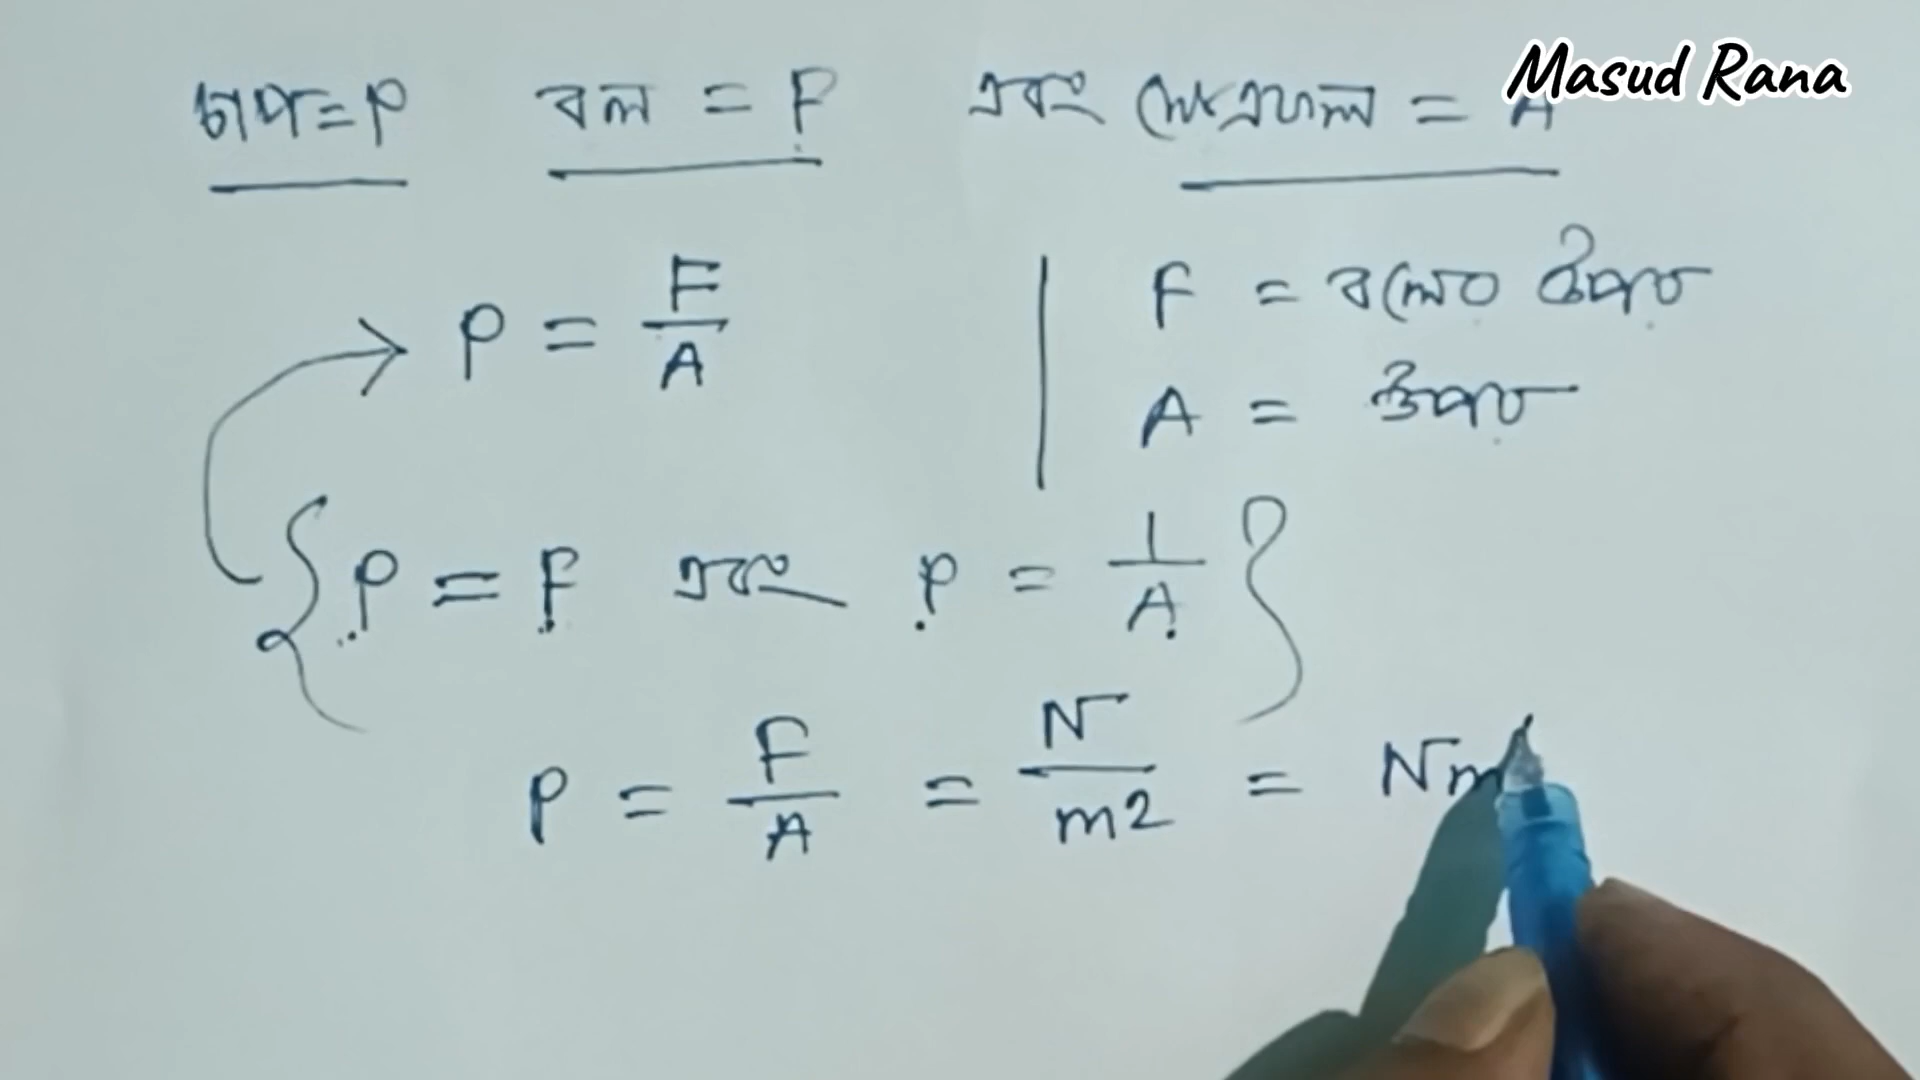 Masud Rana
চাপ = P বল = F এবং ক্ষেত্রফল = A
P = F/A
F = বলের উপর
A = উপর
P = F এবং P = 1/A
P = F/A = N/m2 = Nm